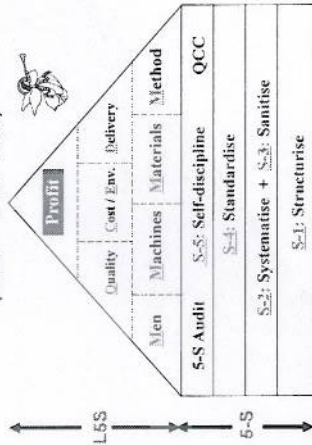 Profit
Quality Cost / Env. Delivery
Men Machines Materials Method
5-S Audit S-5: Self-discipline QCC
S-4: Standardise
S-2: Systematise + S-3: Sanitise
S-1: Structurise
L5S
5-S